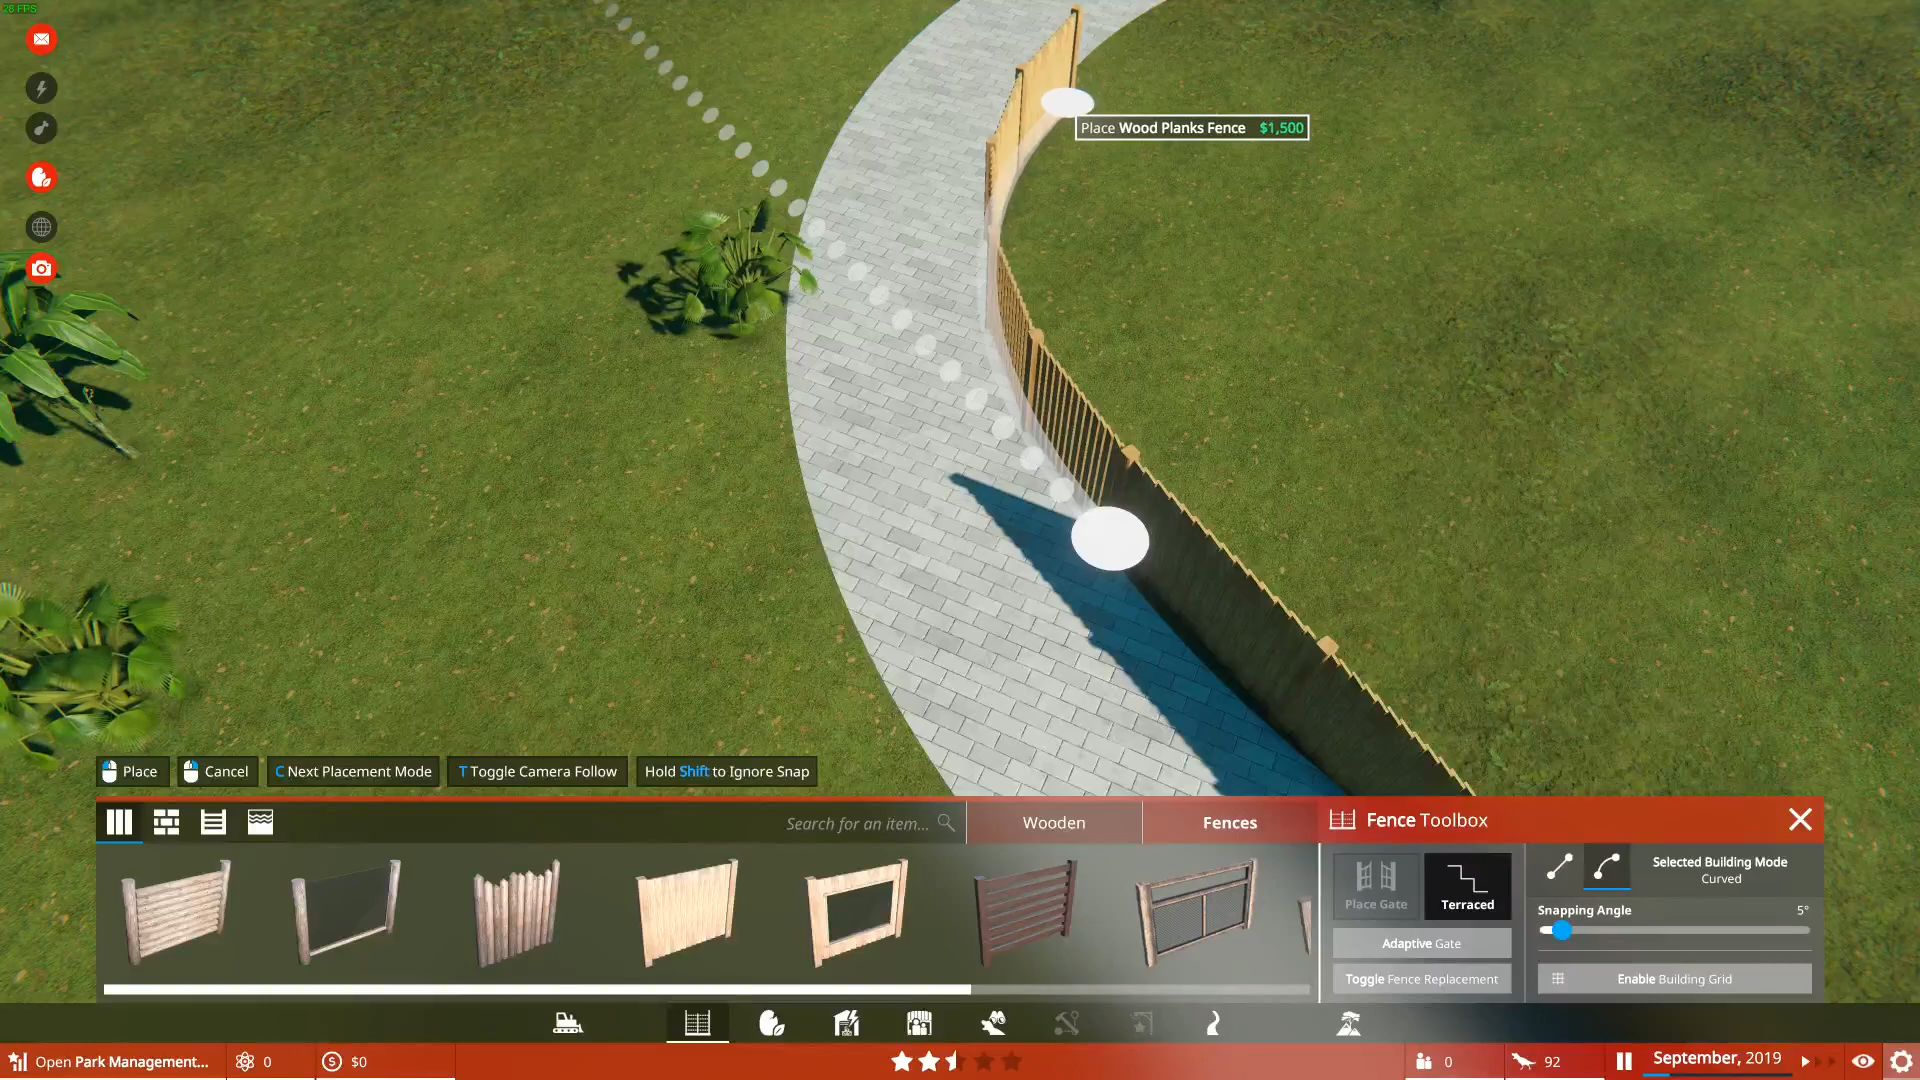 28 FPS
Place Wood Planks Fence $1,500
Place
Cancel
C Next Placement Mode
T Toggle Camera Follow
Hold Shift to Ignore Snap
Search for an item...
Wooden
Fences
Fence Toolbox
Place Gate
Terraced
Selected Building Mode
Curved
Snapping Angle 5°
Adaptive Gate
Toggle Fence Replacement
Enable Building Grid
Open Park Management...
0
$0
0
92
September, 2019